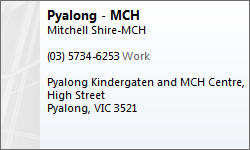 Pyalong - MCH
Mitchell Shire-MCH
(03) 5734-6253 Work
Pyalong Kindergaten and MCH Centre,
High Street
Pyalong, VIC 3521